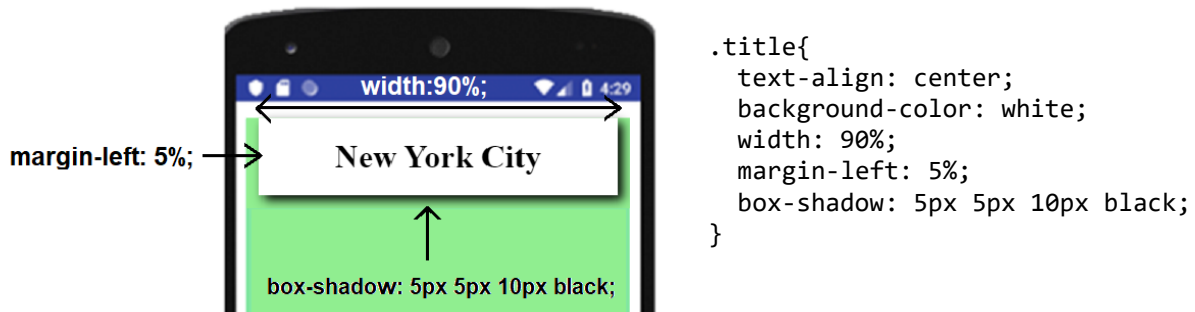 width:90%;
4:29
margin-left: 5%;
New York City
box-shadow: 5px 5px 10px black;
.title{
text-align: center;
background-color: white;
width: 90%;
margin-left: 5%;
box-shadow: 5px 5px 10px black;
}